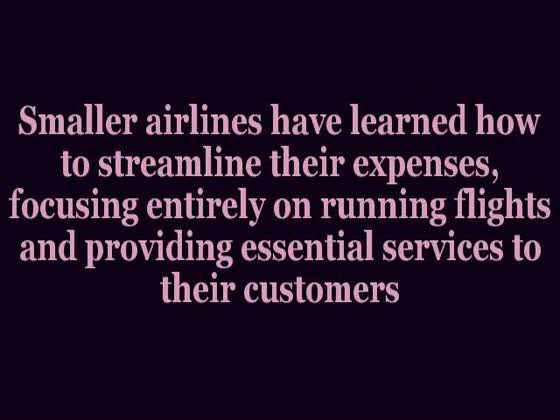 Smaller airlines have learned how
to streamline their expenses,
focusing entirely on running flights
and providing essential services to
their customers